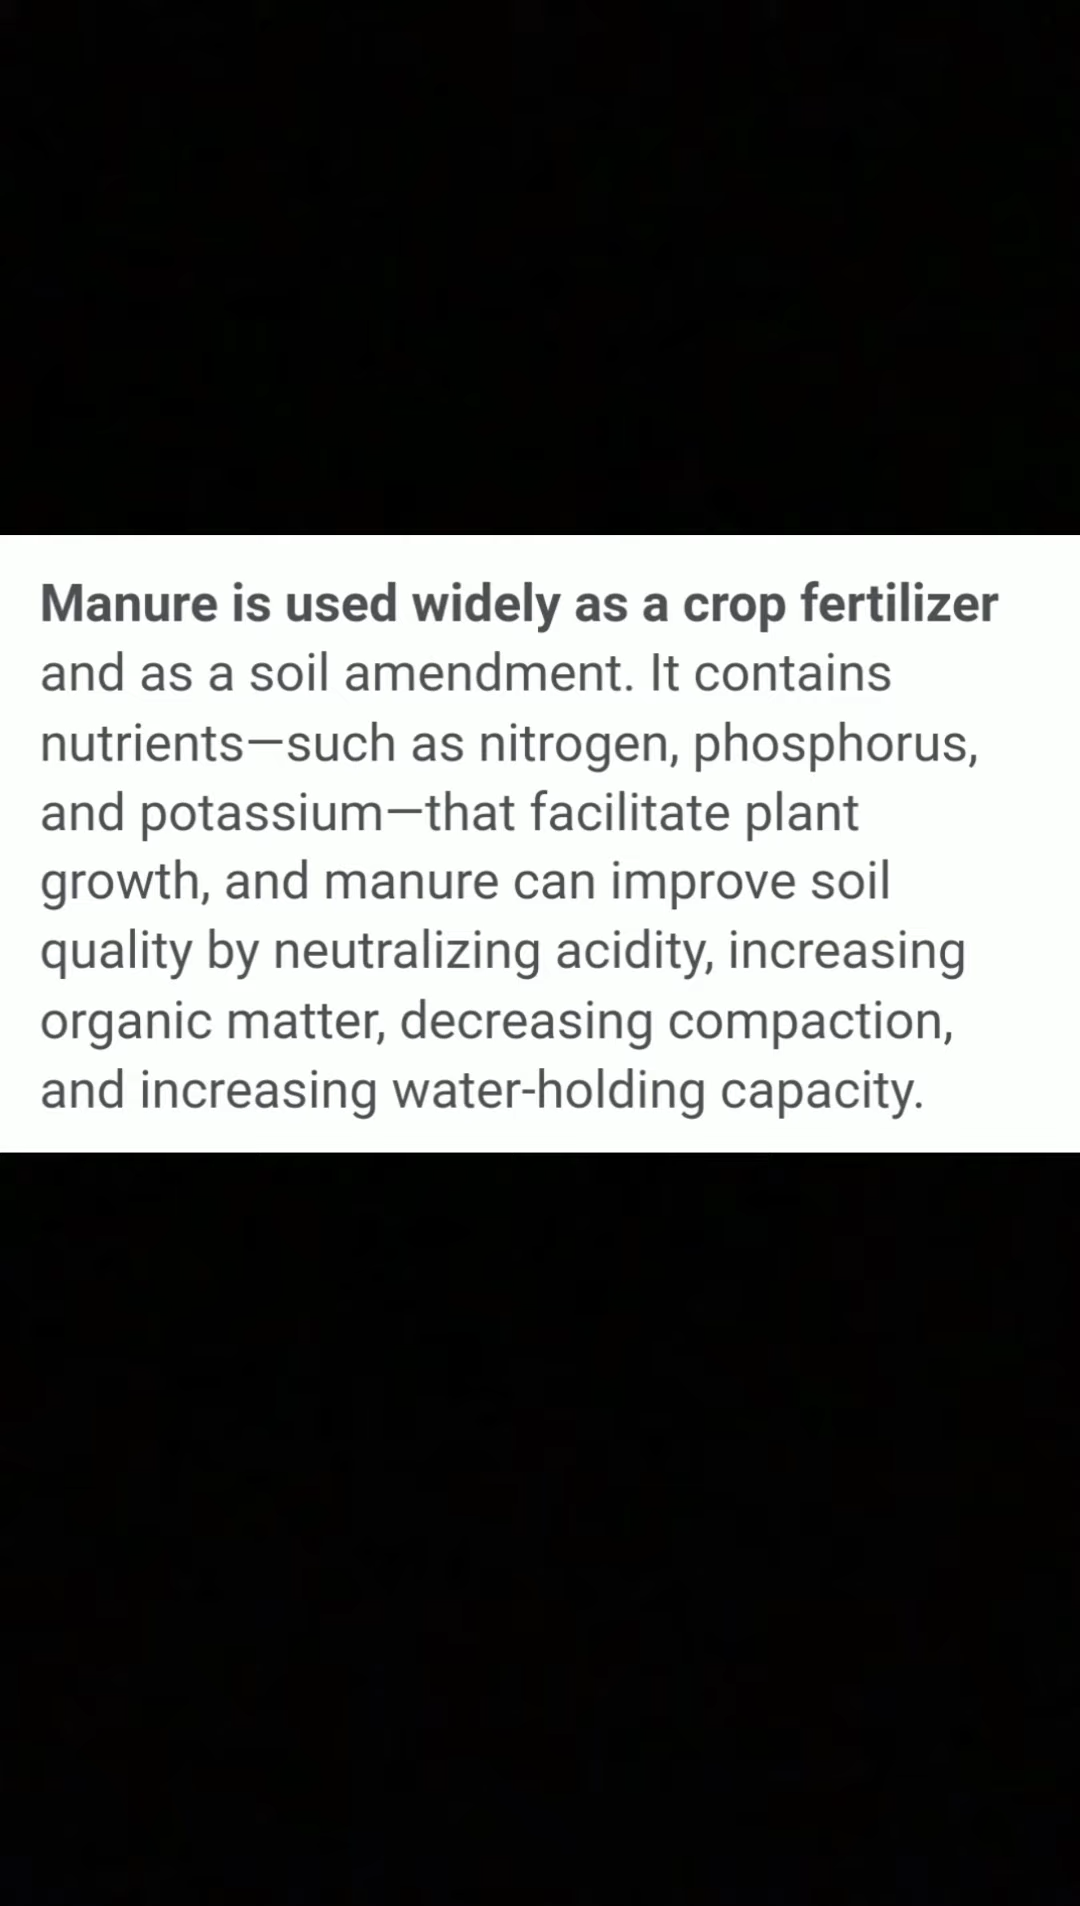 Manure is used widely as a crop fertilizer
and as a soil amendment. It contains
nutrients—such as nitrogen, phosphorus,
and potassium—that facilitate plant
growth, and manure can improve soil
quality by neutralizing acidity, increasing
organic matter, decreasing compaction,
and increasing water-holding capacity.